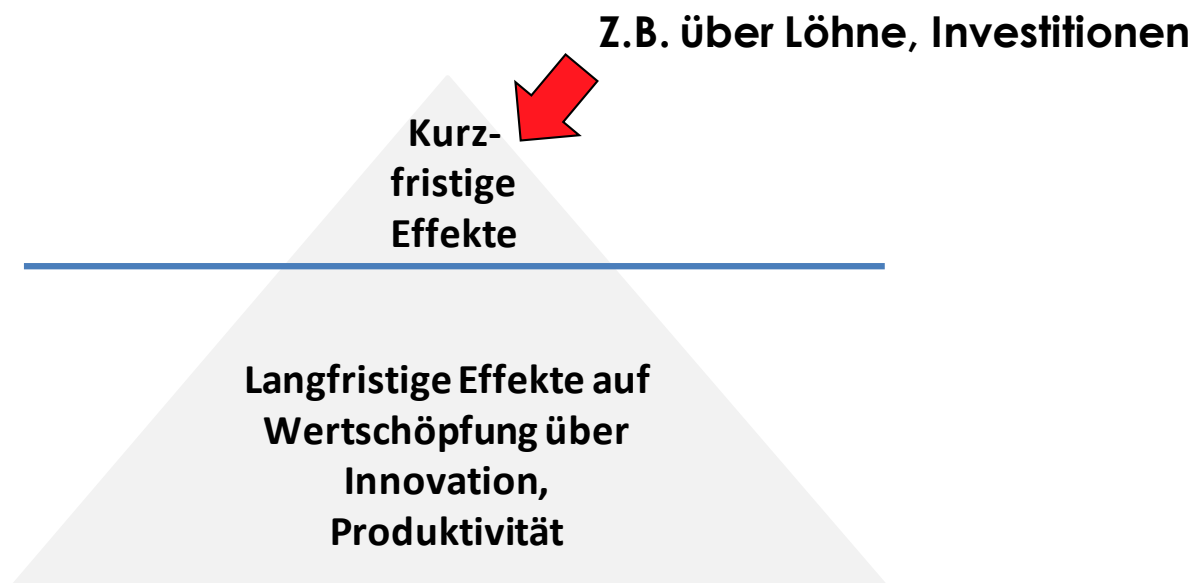 Z.B. über Löhne, Investitionen
Kurz-
fristige
Effekte
Langfristige Effekte auf
Wertschöpfung über
Innovation,
Produktivität